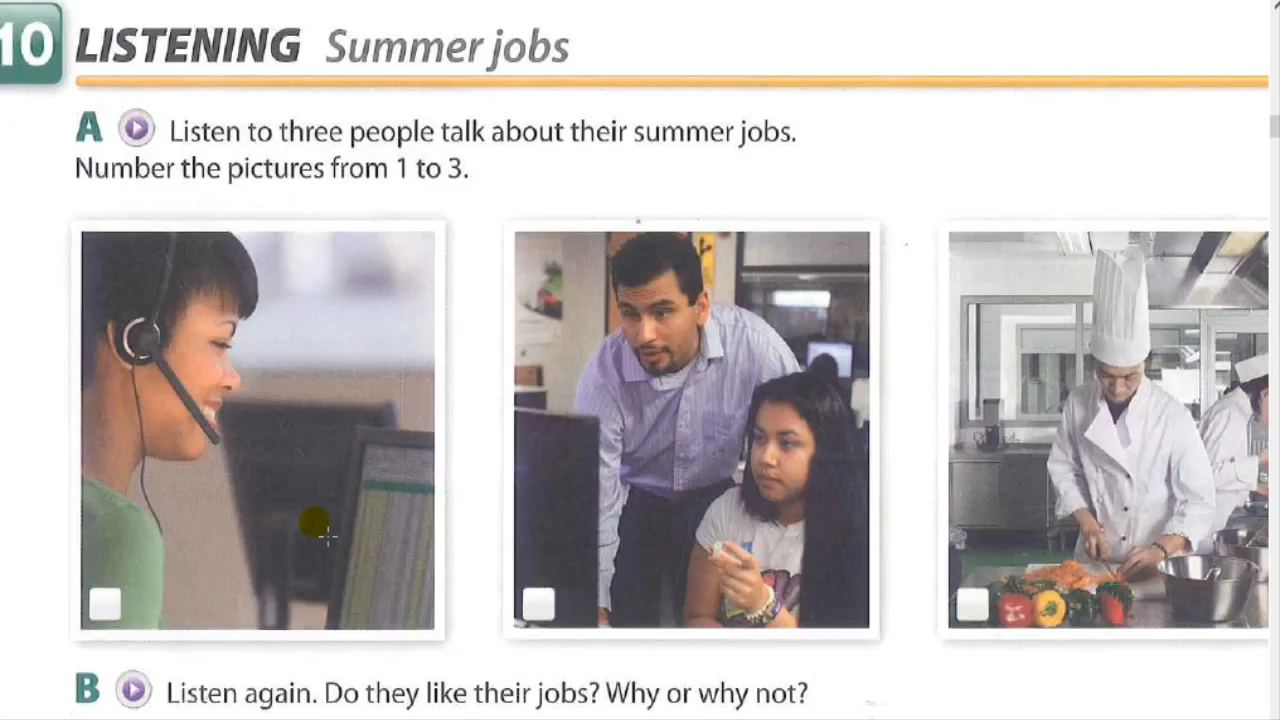 10 LISTENING Summer jobs
A Listen to three people talk about their summer jobs.
Number the pictures from 1 to 3.
B Listen again. Do they like their jobs? Why or why not?